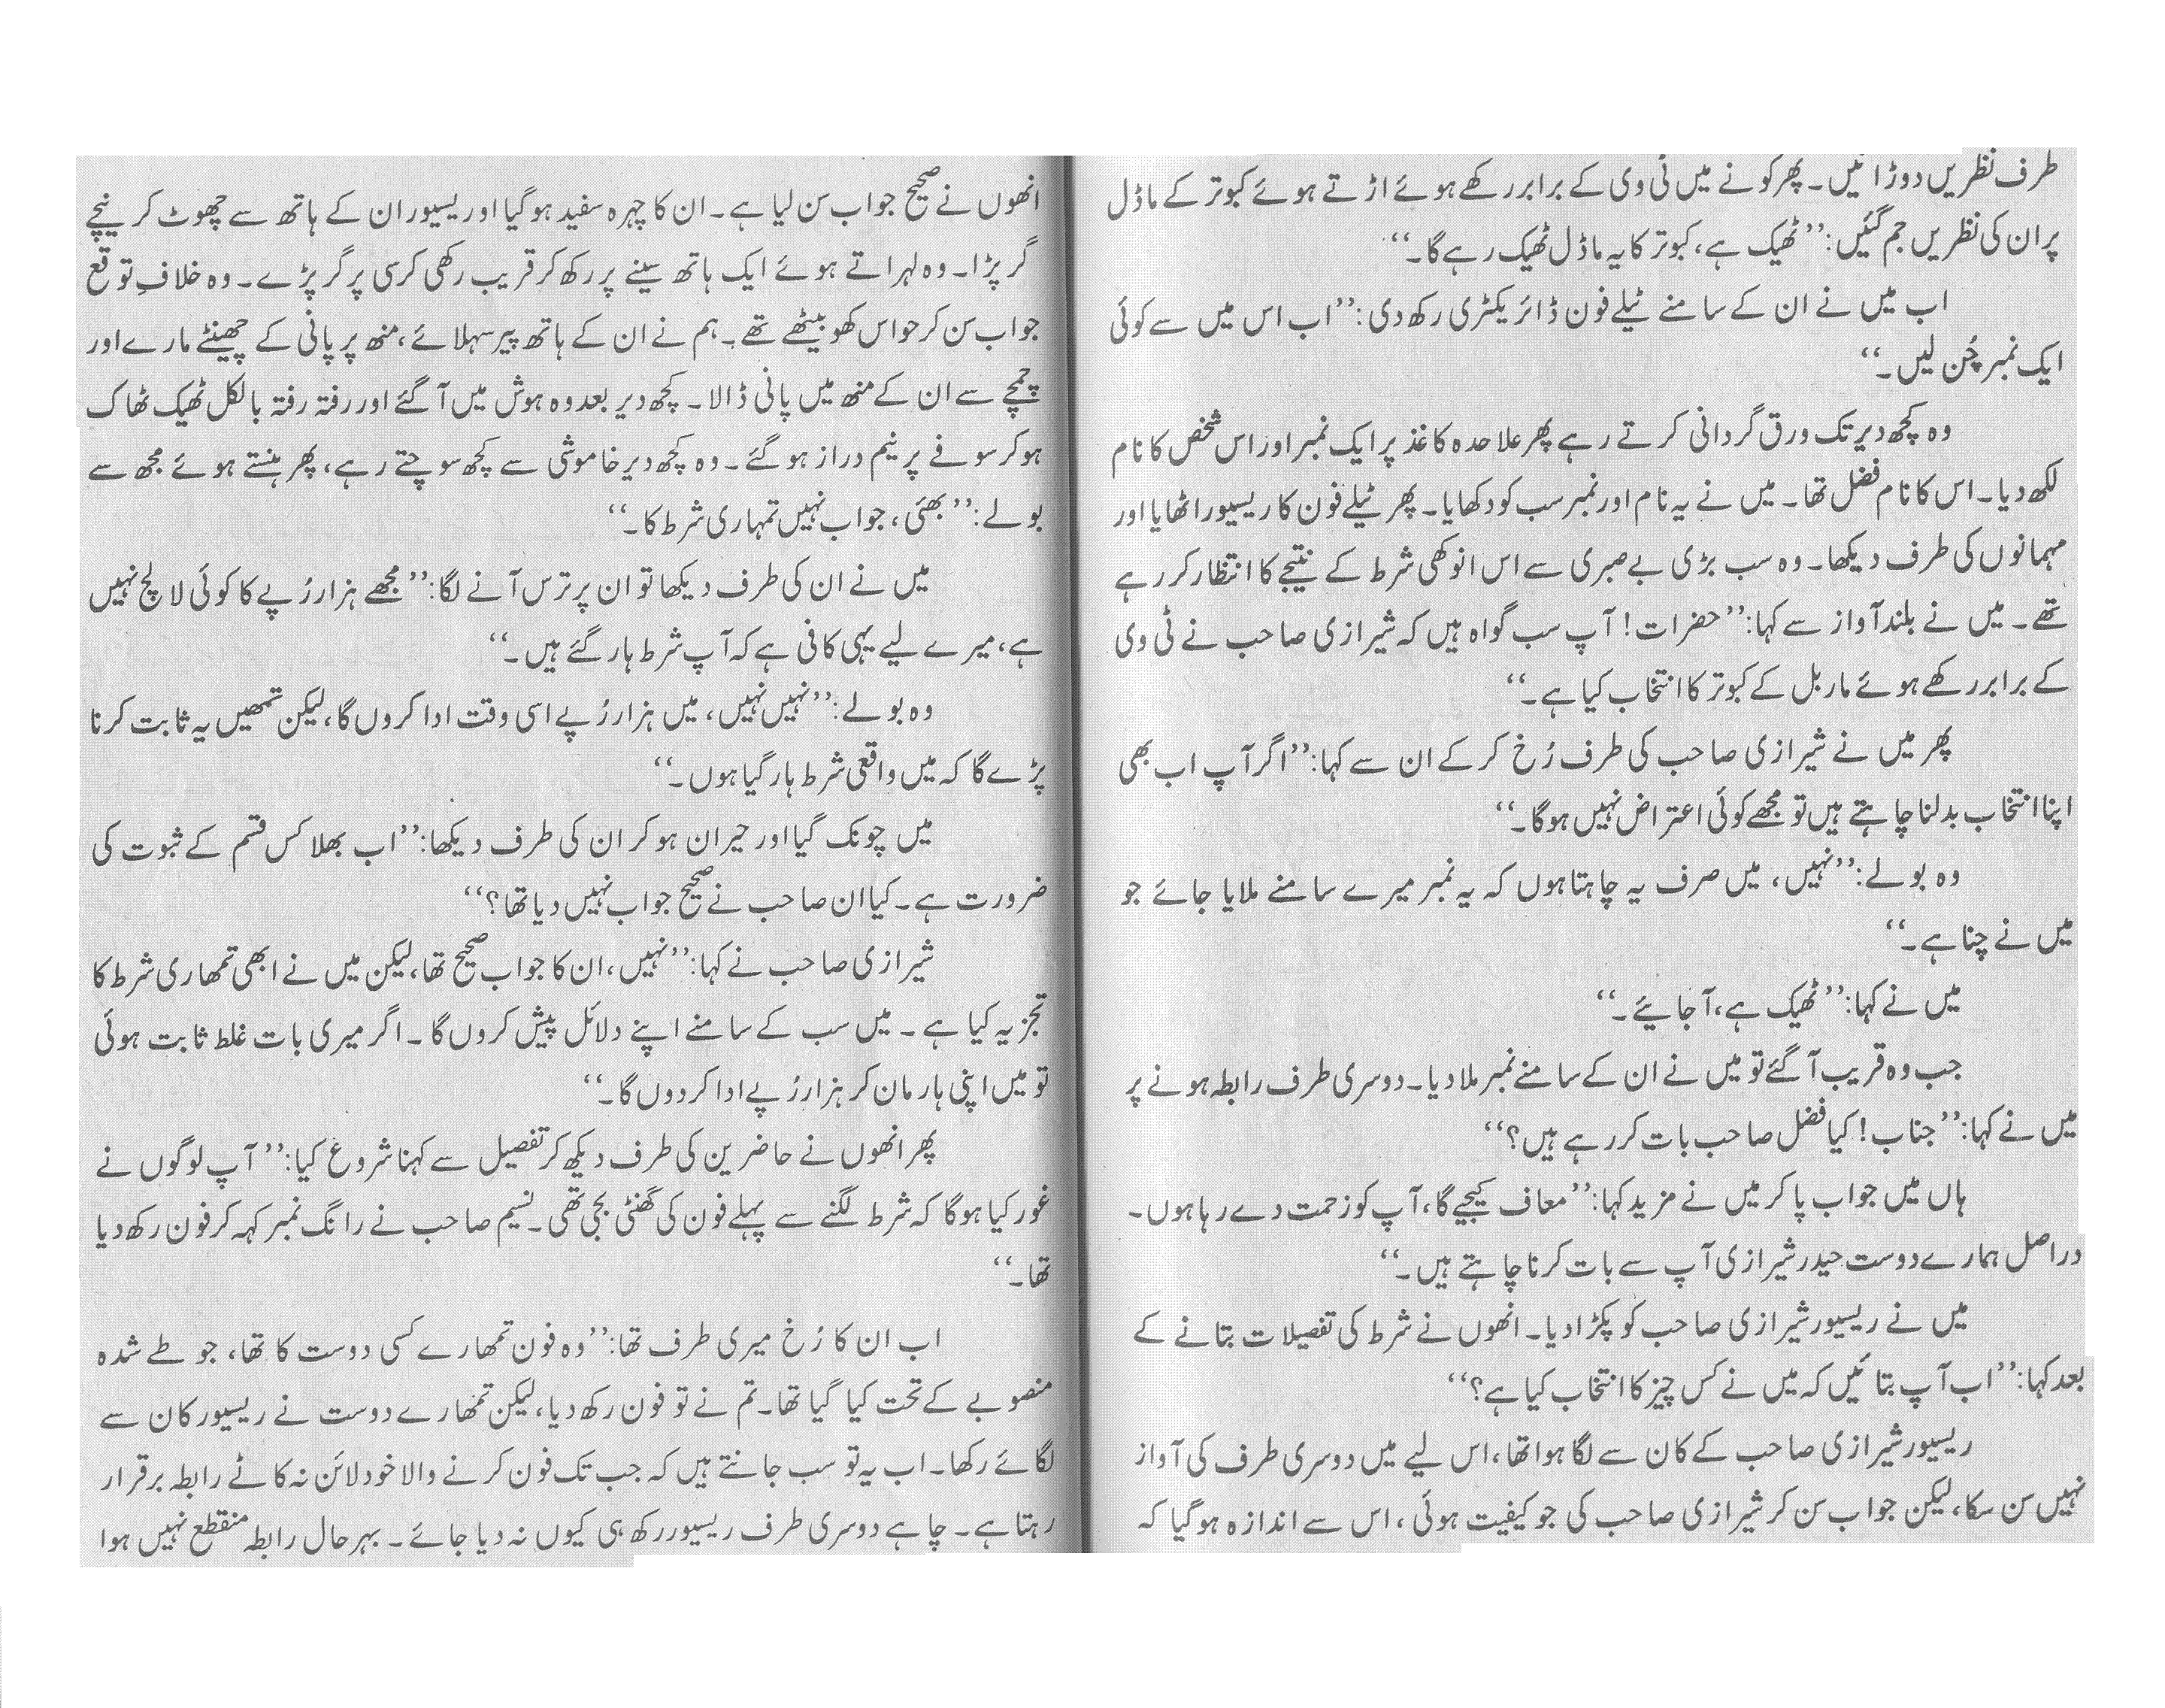 طرف نظریں دوڑائیں۔ پھر کونے میں ٹی وی کے برابر رکھے ہوئے اڑتے ہوئے کبوتر کے ماڈل
پر ان کی نظریں جم گئیں: ’’ٹھیک ہے، کبوتر کا یہ ماڈل ٹھیک رہے گا۔‘‘
اب میں نے ان کے سامنے ٹیلے فون ڈائریکٹری رکھ دی: ’’اب اس میں سے کوئی
ایک نمبر چُن لیں۔‘‘
وہ کچھ دیر تک ورق گردانی کرتے رہے پھر علاحدہ کاغذ پر ایک نمبر اور اس شخص کا نام
لکھ دیا۔ اس کا نام فضل تھا۔ میں نے یہ نام اور نمبر سب کو دکھایا۔ پھر ٹیلے فون کا ریسیور اٹھایا اور
مہمانوں کی طرف دیکھا۔ وہ سب بڑی بے صبری سے اس انوکھی شرط کے نتیجے کا انتظار کر رہے
تھے۔ میں نے بلند آواز سے کہا: ’’حضرات! آپ سب گواہ ہیں کہ شیرازی صاحب نے ٹی وی
کے برابر رکھے ہوئے ماربل کے کبوتر کا انتخاب کیا ہے۔‘‘
پھر میں نے شیرازی صاحب کی طرف رُخ کر کے ان سے کہا: ’’اگر آپ اب بھی
اپنا انتخاب بدلنا چاہتے ہیں تو مجھے کوئی اعتراض نہیں ہوگا۔‘‘
وہ بولے: ’’نہیں، میں صرف یہ چاہتا ہوں کہ یہ نمبر میرے سامنے ملایا جائے جو
میں نے چنا ہے۔‘‘
میں نے کہا: ’’ٹھیک ہے، آجایئے۔‘‘
جب وہ قریب آگئے تو میں نے ان کے سامنے نمبر ملا دیا۔ دوسری طرف رابطہ ہونے پر
میں نے کہا: ’’جناب! کیا فضل صاحب بات کر رہے ہیں؟‘‘
ہاں میں جواب پا کر میں نے مزید کہا: ’’معاف کیجیے گا، آپ کو زحمت دے رہا ہوں۔
دراصل ہمارے دوست حیدر شیرازی آپ سے بات کرنا چاہتے ہیں۔‘‘
میں نے ریسیور شیرازی صاحب کو پکڑا دیا۔ انھوں نے شرط کی تفصیلات بتانے کے
بعد کہا: ’’اب آپ بتائیں کہ میں نے کس چیز کا انتخاب کیا ہے؟‘‘
ریسیور شیرازی صاحب کے کان سے لگا ہوا تھا، اس لیے میں دوسری طرف کی آواز
نہیں سن سکا، لیکن جواب سن کر شیرازی صاحب کی جو کیفیت ہوئی، اس سے اندازہ ہوگیا کہ
انھوں نے صحیح جواب سن لیا ہے۔ ان کا چہرہ سفید ہوگیا اور ریسیور ان کے ہاتھ سے چھوٹ کر نیچے
گر پڑا۔ وہ لہراتے ہوئے ایک ہاتھ سینے پر رکھ کر قریب رکھی کرسی پر گر پڑے۔ وہ خلافِ توقع
جواب سن کر حواس کھو بیٹھے تھے۔ ہم نے ان کے ہاتھ پیر سہلائے، منھ پر پانی کے چھینٹے مارے اور
چمچے سے ان کے منھ میں پانی ڈالا۔ کچھ دیر بعد وہ ہوش میں آگئے اور رفتہ رفتہ بالکل ٹھیک ٹھاک
ہو کر سوفے پر نیم دراز ہوگئے۔ وہ کچھ دیر خاموشی سے کچھ سوچتے رہے، پھر ہنستے ہوئے مجھ سے
بولے: ’’بھئی، جواب نہیں تمہاری شرط کا۔‘‘
میں نے ان کی طرف دیکھا تو ان پر ترس آنے لگا: ’’مجھے ہزار رُپے کا کوئی لالچ نہیں
ہے، میرے لیے یہی کافی ہے کہ آپ شرط ہار گئے ہیں۔‘‘
وہ بولے: ’’نہیں نہیں، میں ہزار رُپے اسی وقت ادا کروں گا، لیکن تمھیں یہ ثابت کرنا
پڑے گا کہ میں واقعی شرط ہار گیا ہوں۔‘‘
میں چونک گیا اور حیران ہو کر ان کی طرف دیکھا: ’’اب بھلا کس قسم کے ثبوت کی
ضرورت ہے۔ کیا ان صاحب نے صحیح جواب نہیں دیا تھا؟‘‘
شیرازی صاحب نے کہا: ’’نہیں، ان کا جواب صحیح تھا، لیکن میں نے ابھی تمھاری شرط کا
تجزیہ کیا ہے۔ میں سب کے سامنے اپنے دلائل پیش کروں گا۔ اگر میری بات غلط ثابت ہوئی
تو میں اپنی ہار مان کر ہزار رُپے ادا کردوں گا۔‘‘
پھر انھوں نے حاضرین کی طرف دیکھ کر تفصیل سے کہنا شروع کیا: ’’آپ لوگوں نے
غور کیا ہوگا کہ شرط لگنے سے پہلے فون کی گھنٹی بجی تھی۔ نسیم صاحب نے رانگ نمبر کہہ کر فون رکھ دیا
تھا۔‘‘
اب ان کا رُخ میری طرف تھا: ’’وہ فون تمھارے کسی دوست کا تھا، جو طے شدہ
منصوبے کے تحت کیا گیا تھا۔ تم نے تو فون رکھ دیا، لیکن تمھارے دوست نے ریسیور کان سے
لگائے رکھا۔ اب یہ تو سب جانتے ہیں کہ جب تک فون کرنے والا خود لائن نہ کاٹے رابطہ برقرار
رہتا ہے۔ چاہے دوسری طرف ریسیور رکھ ہی کیوں نہ دیا جائے۔ بہرحال رابطہ منقطع نہیں ہوا